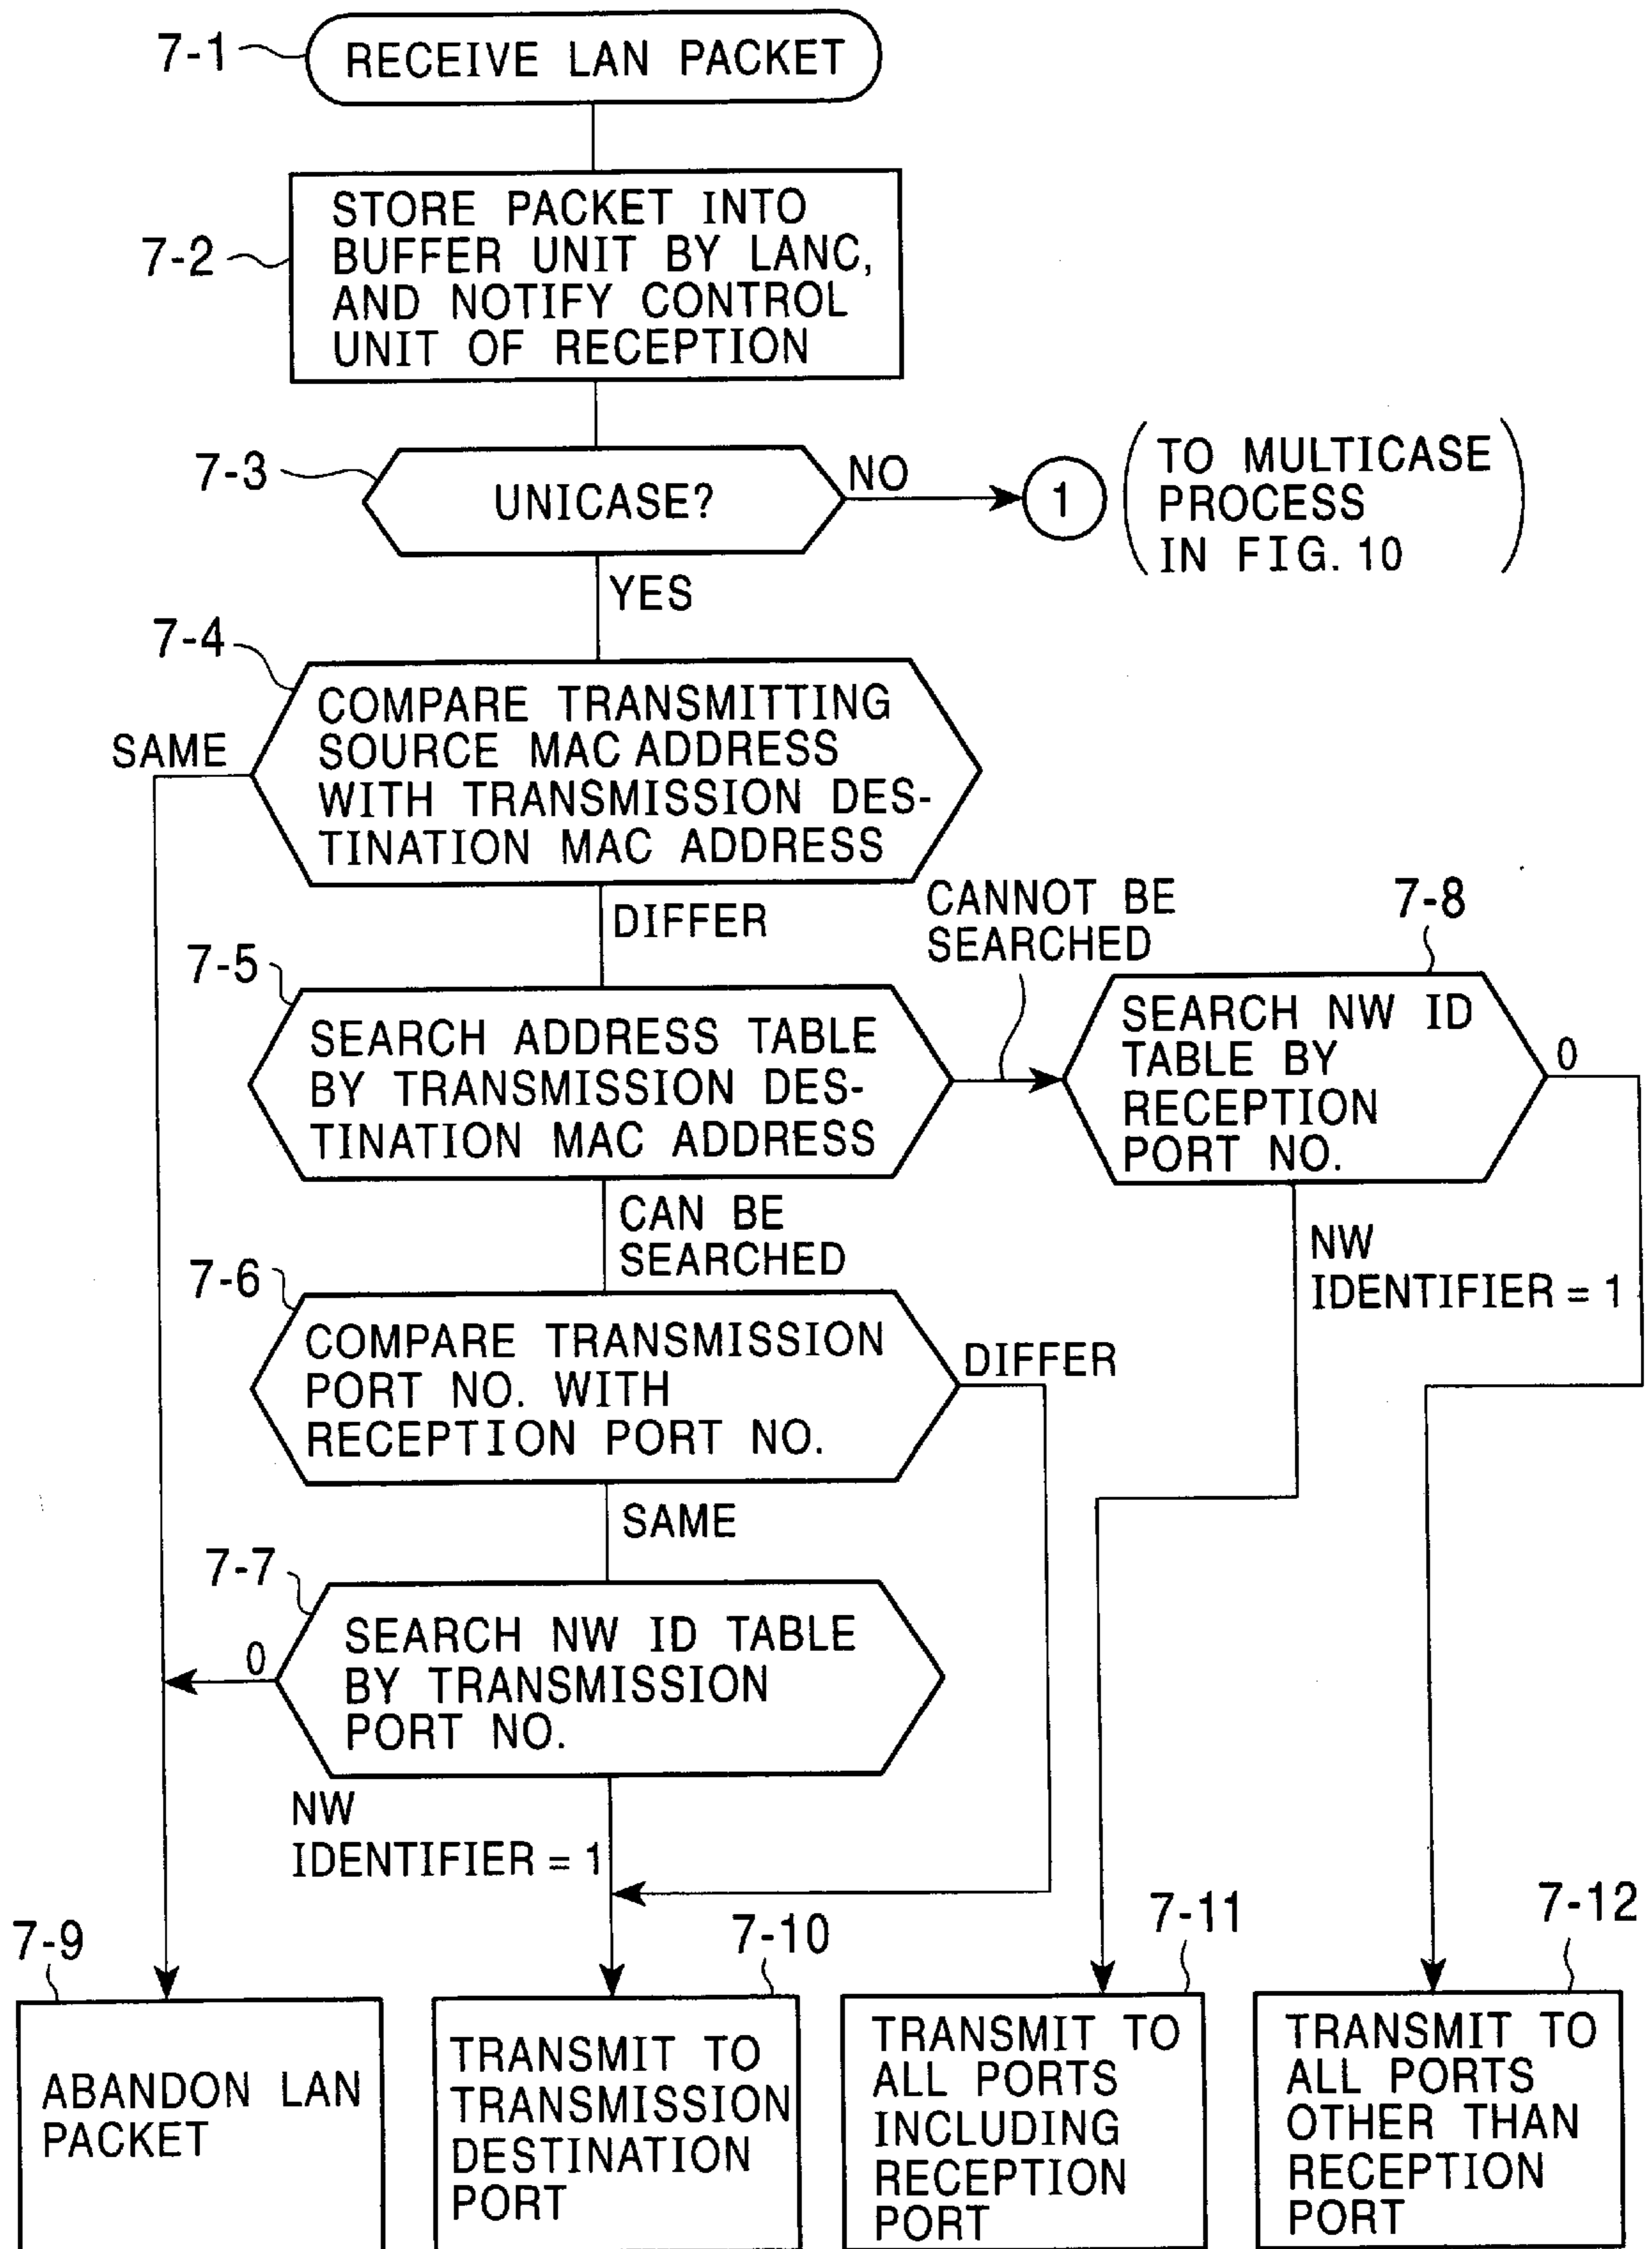 7-1
RECEIVE LAN PACKET
7-2
STORE PACKET INTO
BUFFER UNIT BY LANC,
AND NOTIFY CONTROL
UNIT OF RECEPTION
7-3
UNICASE?
NO
1
TO MULTICASE
PROCESS
IN FIG. 10
YES
7-4
COMPARE TRANSMITTING
SOURCE MAC ADDRESS
WITH TRANSMISSION DES-
TINATION MAC ADDRESS
SAME
DIFFER
7-5
SEARCH ADDRESS TABLE
BY TRANSMISSION DES-
TINATION MAC ADDRESS
CANNOT BE
SEARCHED
7-8
SEARCH NW ID
TABLE BY
RECEPTION
PORT NO.
0
NW
IDENTIFIER = 1
CAN BE
SEARCHED
7-6
COMPARE TRANSMISSION
PORT NO. WITH
RECEPTION PORT NO.
DIFFER
SAME
7-7
SEARCH NW ID TABLE
BY TRANSMISSION
PORT NO.
0
NW
IDENTIFIER = 1
7-9
ABANDON LAN
PACKET
7-10
TRANSMIT TO
TRANSMISSION
DESTINATION
PORT
7-11
TRANSMIT TO
ALL PORTS
INCLUDING
RECEPTION
PORT
7-12
TRANSMIT TO
ALL PORTS
OTHER THAN
RECEPTION
PORT